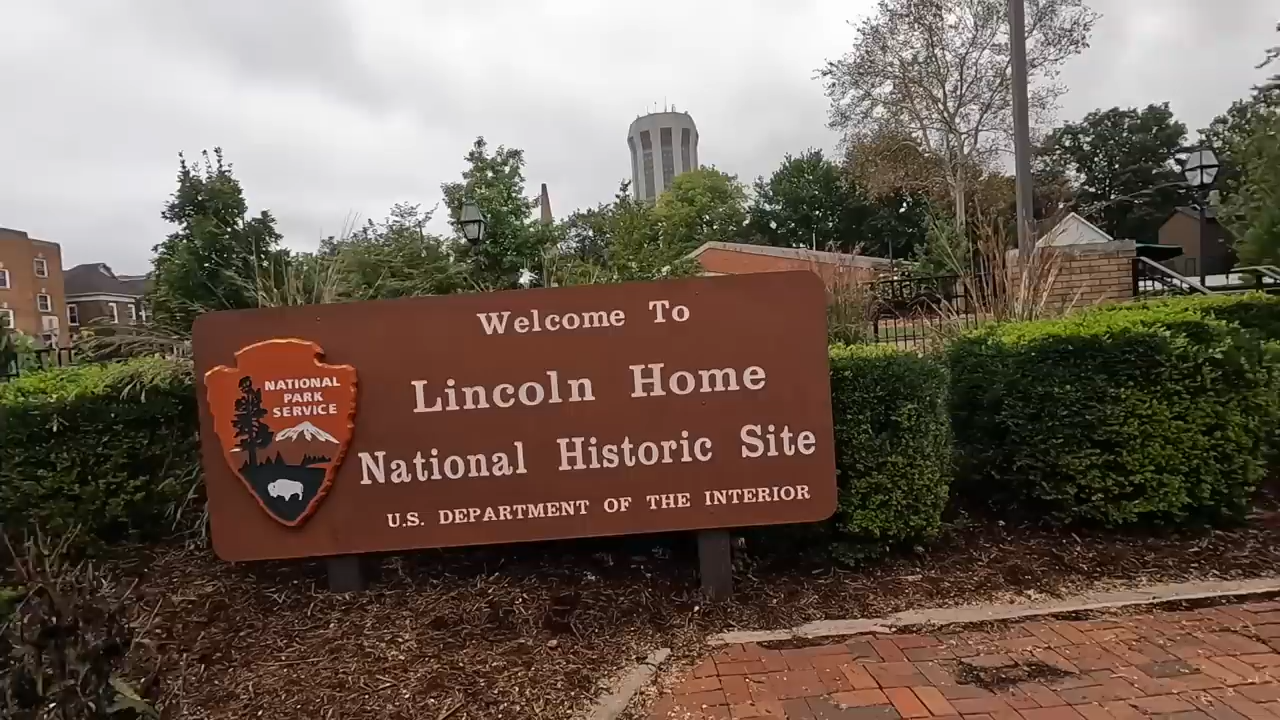 Welcome To
Lincoln Home
National Historic Site
U.S. DEPARTMENT OF THE INTERIOR
NATIONAL
PARK
SERVICE